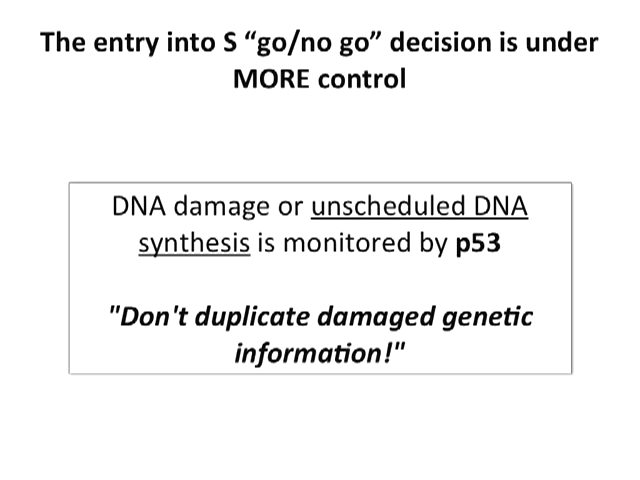 The entry into S “go/no go” decision is under
MORE control
DNA damage or unscheduled DNA
synthesis is monitored by p53
"Don't duplicate damaged genetic
information!"